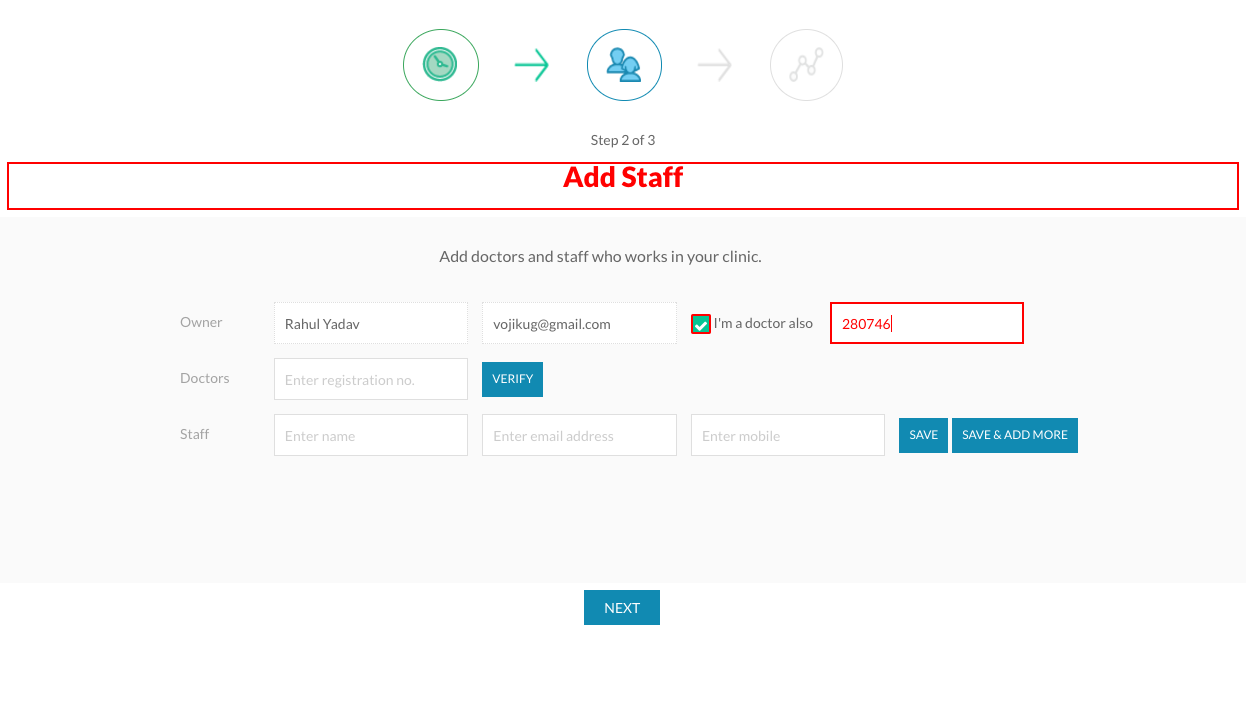 Step 2 of 3
Add Staff
Add doctors and staff who works in your clinic.
Owner Rahul Yadav vojikug@gmail.com I'm a doctor also 280746
Doctors Enter registration no. VERIFY
Staff Enter name Enter email address Enter mobile SAVE SAVE & ADD MORE
NEXT